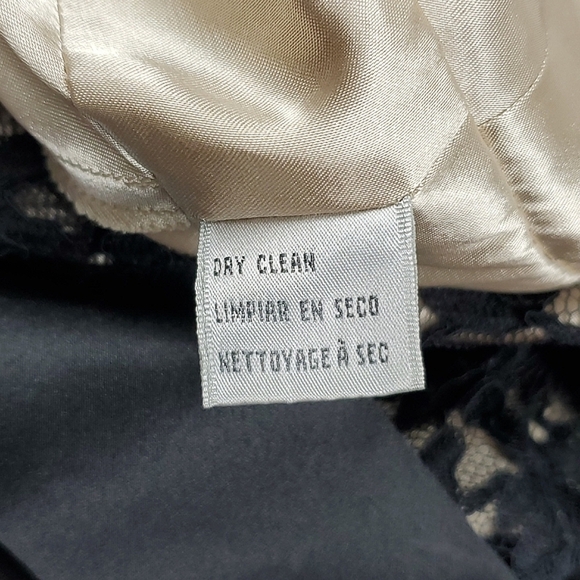 DRY CLEAN
LIMPIAR EN SECO
NETTOYAGE À SEC